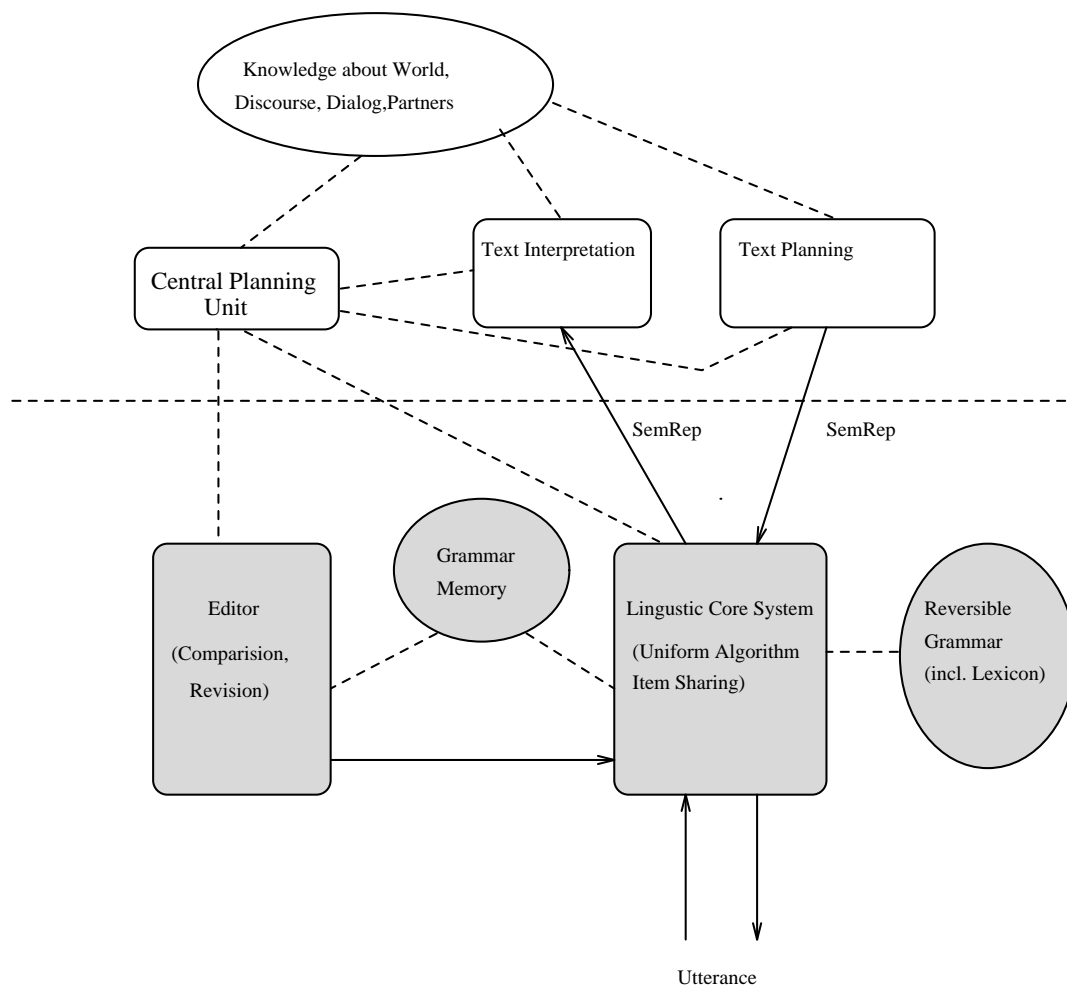 Knowledge about World,
Discourse, Dialog,Partners
Text Interpretation
Text Planning
Central Planning
Unit
SemRep
SemRep
Grammar
Memory
Editor
(Comparision,
Revision)
Lingustic Core System
(Uniform Algorithm
Item Sharing)
Reversible
Grammar
(incl. Lexicon)
Utterance